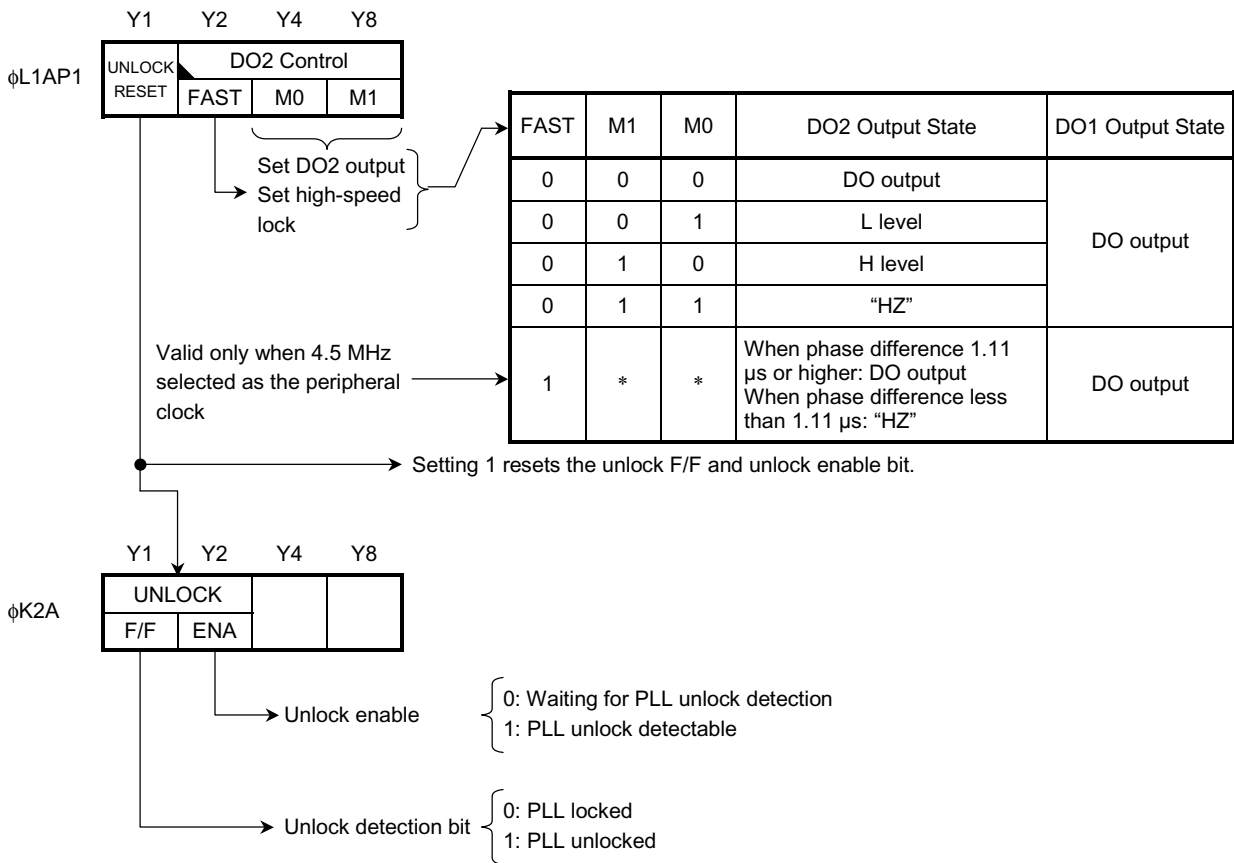 Y1 Y2 Y4 Y8
ϕL1AP1
UNLOCK
RESET
DO2 Control
FAST M0 M1
Set DO2 output
Set high-speed
lock
FAST M1 M0 DO2 Output State DO1 Output State
0 0 0 DO output
0 0 1 L level
DO output
0 1 0 H level
0 1 1 “HZ”
Valid only when 4.5 MHz
selected as the peripheral
clock
1 * *
When phase difference 1.11
μs or higher: DO output
When phase difference less
than 1.11 μs: “HZ”
DO output
Setting 1 resets the unlock F/F and unlock enable bit.
Y1 Y2 Y4 Y8
ϕK2A
UNLOCK
F/F ENA
Unlock enable
0: Waiting for PLL unlock detection
1: PLL unlock detectable
Unlock detection bit
0: PLL locked
1: PLL unlocked